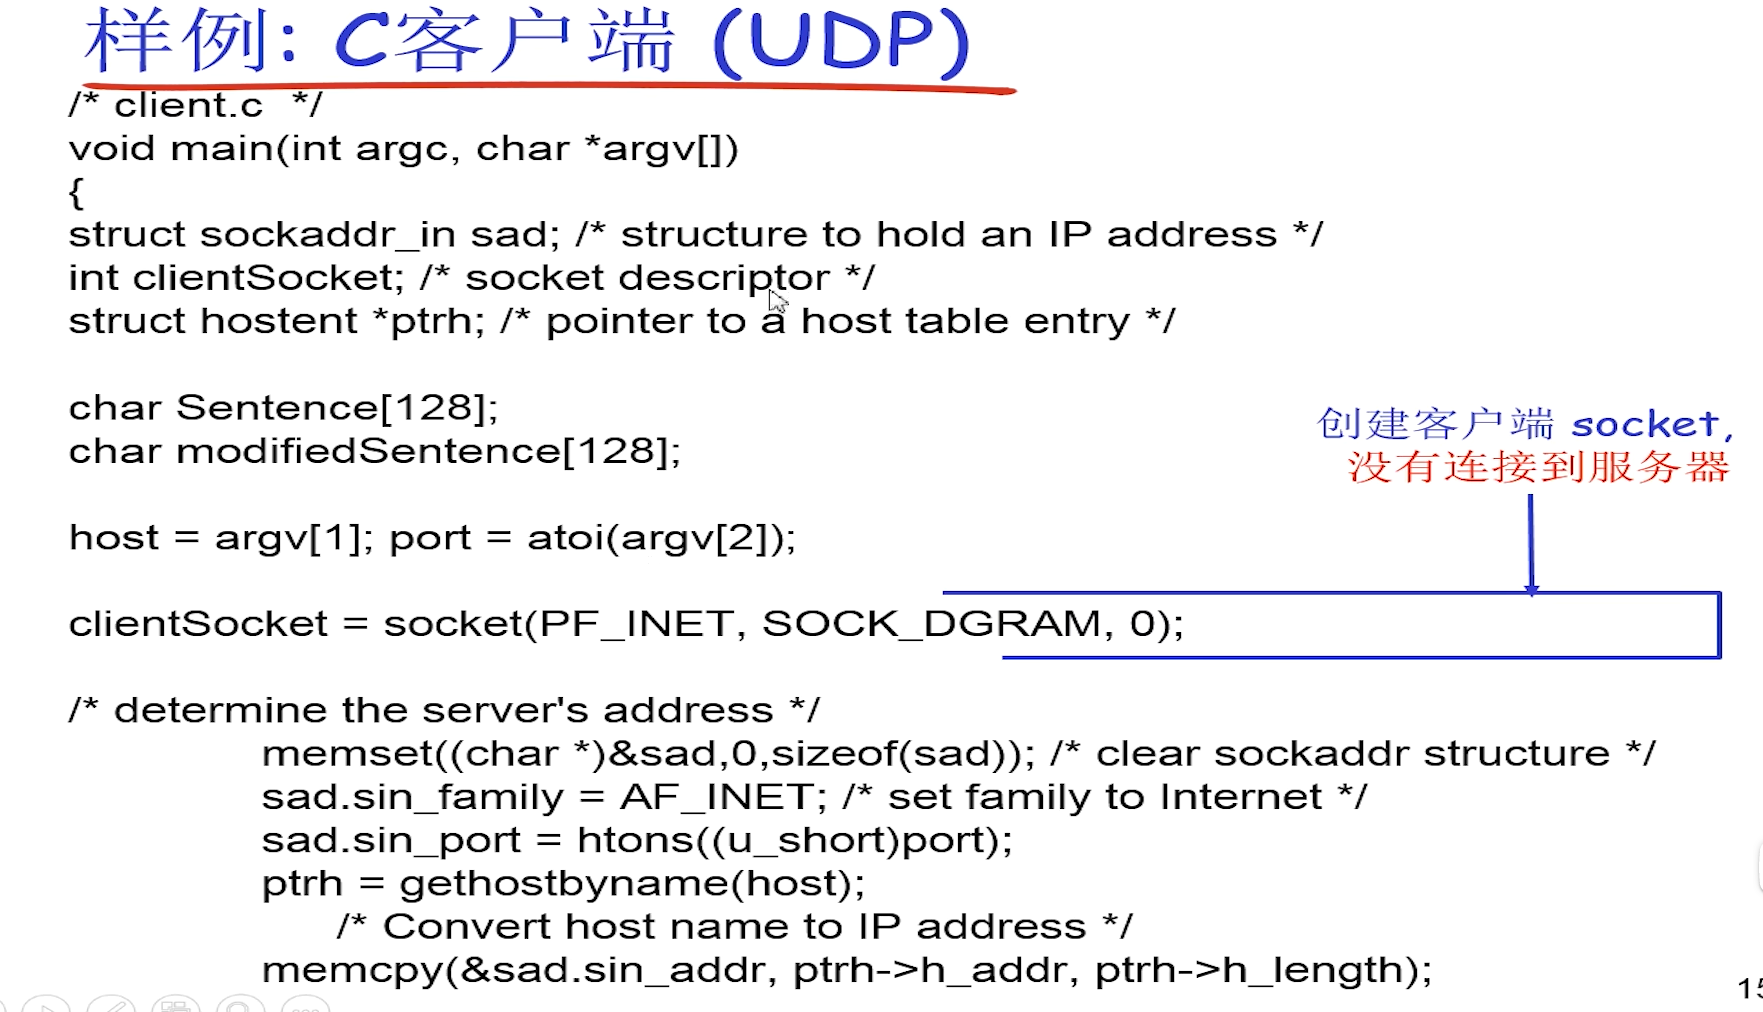 样例: C客户端 (UDP)
/* client.c  */
void main(int argc, char *argv[])
{
struct sockaddr_in sad; /* structure to hold an IP address */
int clientSocket; /* socket descriptor */
struct hostent *ptrh; /* pointer to a host table entry */
char Sentence[128];
char modifiedSentence[128];
创建客户端 socket,
没有连接到服务器
host = argv[1]; port = atoi(argv[2]);
clientSocket = socket(PF_INET, SOCK_DGRAM, 0);
/* determine the server's address */
memset((char *)&sad,0,sizeof(sad)); /* clear sockaddr structure */
sad.sin_family = AF_INET; /* set family to Internet */
sad.sin_port = htons((u_short)port);
ptrh = gethostbyname(host);
/* Convert host name to IP address */
memcpy(&sad.sin_addr, ptrh->h_addr, ptrh->h_length);